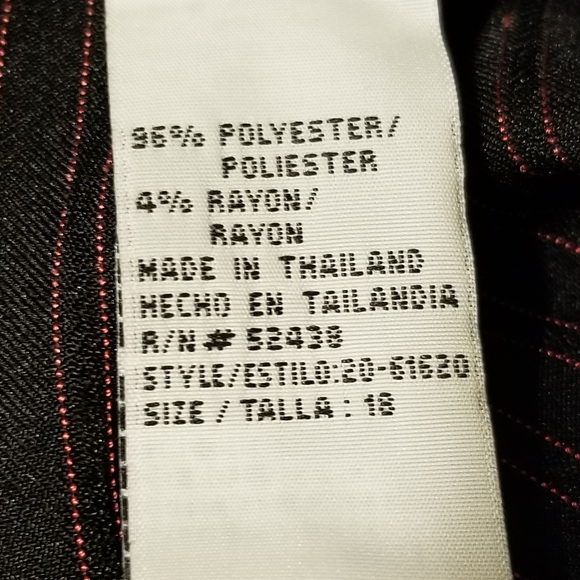 96% POLYESTER/
POLIESTER
4% RAYON/
RAYON
MADE IN THAILAND
HECHO EN TAILANDIA
R/N # 52438
STYLE/ESTILO:20-61620
SIZE / TALLA : 16